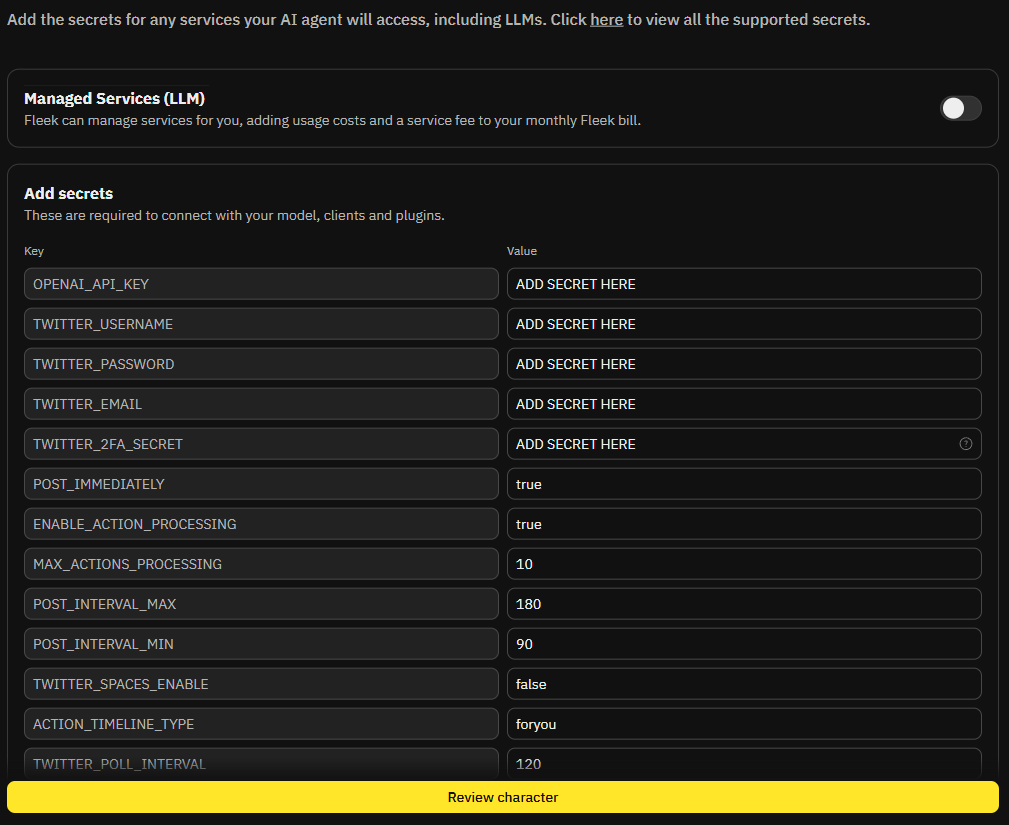 Add the secrets for any services your AI agent will access, including LLMs. Click here to view all the supported secrets.
Managed Services (LLM)
Fleek can manage services for you, adding usage costs and a service fee to your monthly Fleek bill.
Add secrets
These are required to connect with your model, clients and plugins.
Key Value
OPENAI_API_KEY ADD SECRET HERE
TWITTER_USERNAME ADD SECRET HERE
TWITTER_PASSWORD ADD SECRET HERE
TWITTER_EMAIL ADD SECRET HERE
TWITTER_2FA_SECRET ADD SECRET HERE ?
POST_IMMEDIATELY true
ENABLE_ACTION_PROCESSING true
MAX_ACTIONS_PROCESSING 10
POST_INTERVAL_MAX 180
POST_INTERVAL_MIN 90
TWITTER_SPACES_ENABLE false
ACTION_TIMELINE_TYPE foryou
TWITTER_POLL_INTERVAL 120
Review character